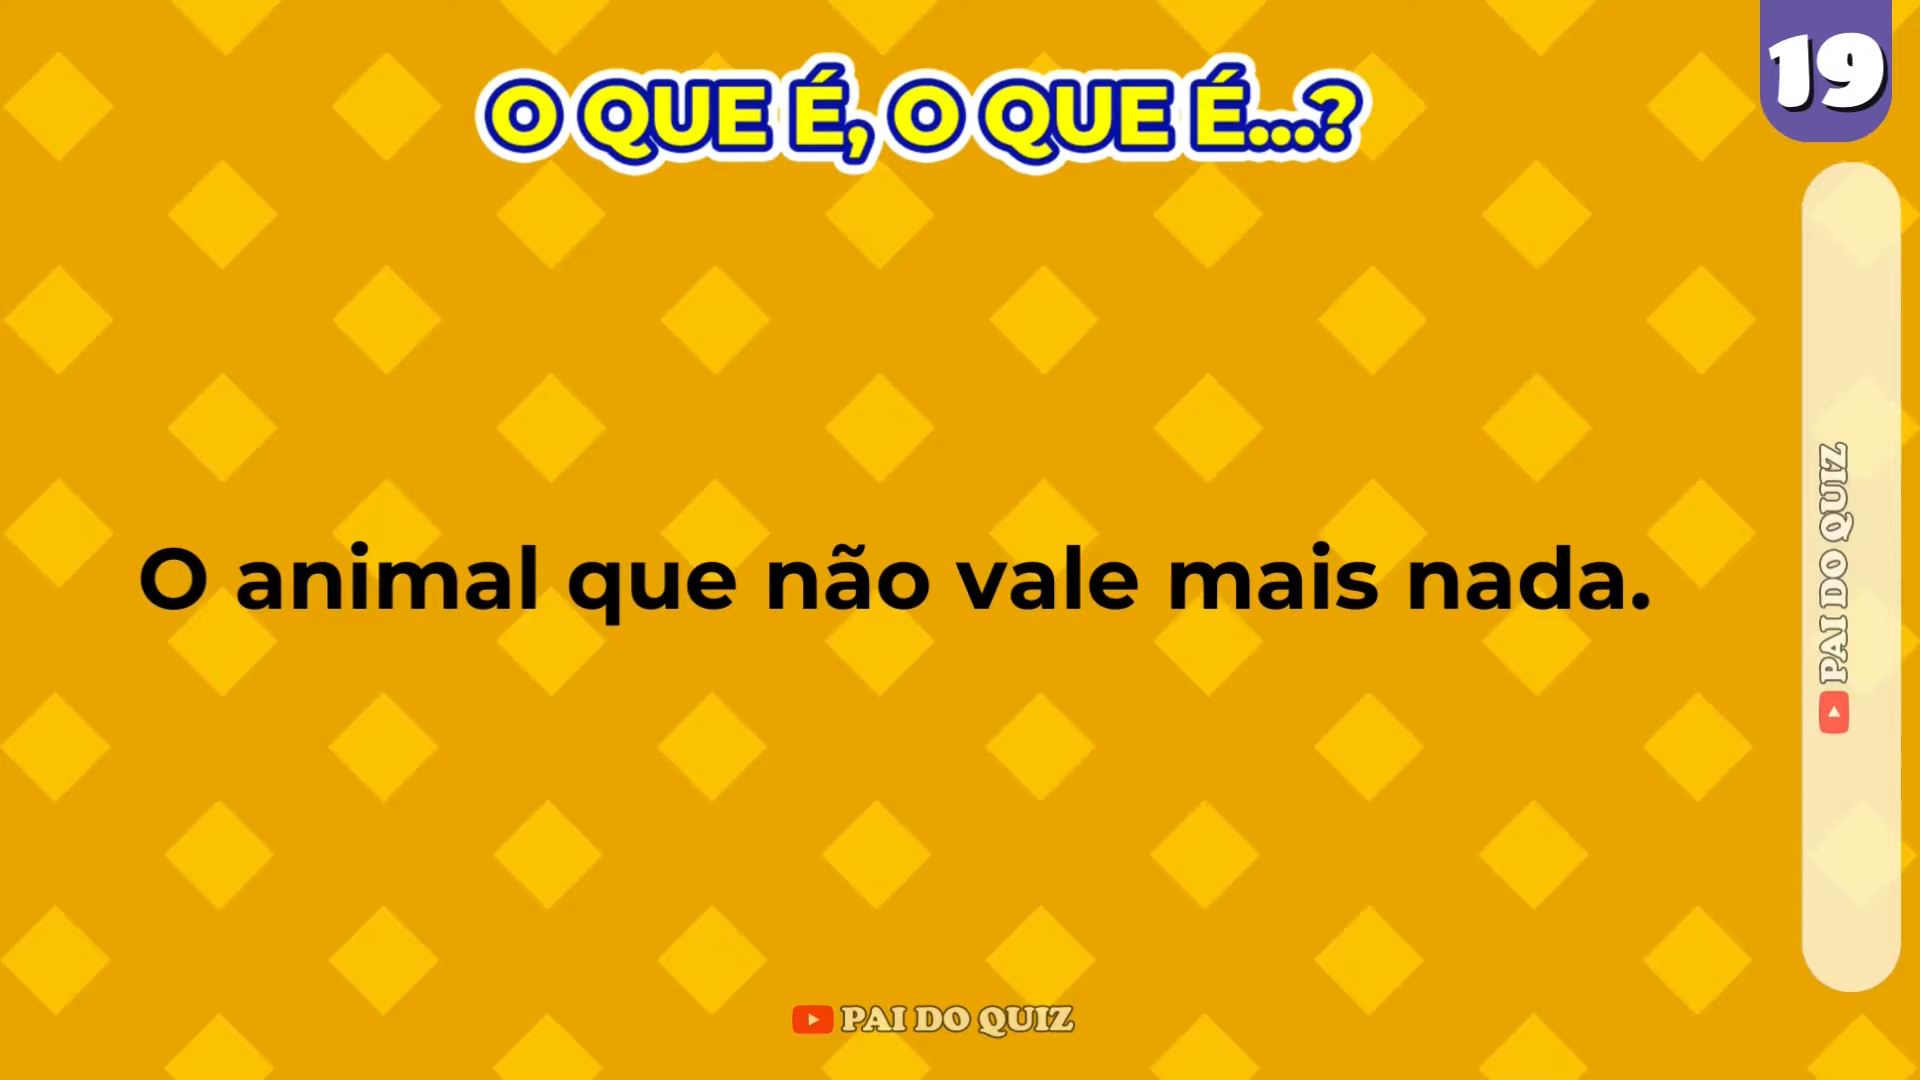 O QUE É, O QUE É...?
19
O animal que não vale mais nada.
PAI DO QUIZ
PAI DO QUIZ